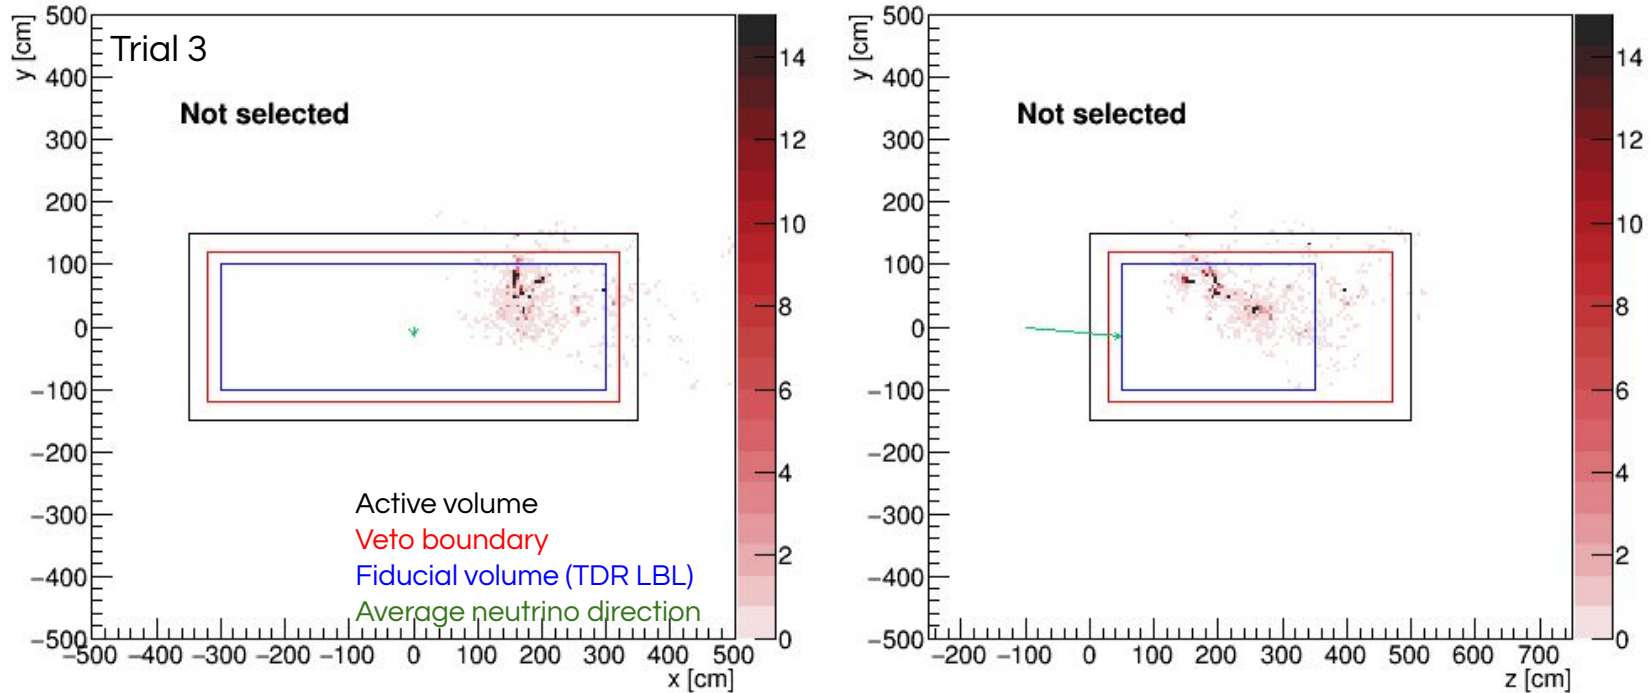 Trial 3
Not selected
y [cm]
500
400
300
200
100
0
−100
−200
−300
−400
−500
−500 −400 −300 −200 −100 0 100 200 300 400 500
x [cm]
14
12
10
8
6
4
2
0
Active volume
Veto boundary
Fiducial volume (TDR LBL)
Average neutrino direction
Not selected
y [cm]
500
400
300
200
100
0
−100
−200
−300
−400
−500
−200 −100 0 100 200 300 400 500 600 700
z [cm]
14
12
10
8
6
4
2
0